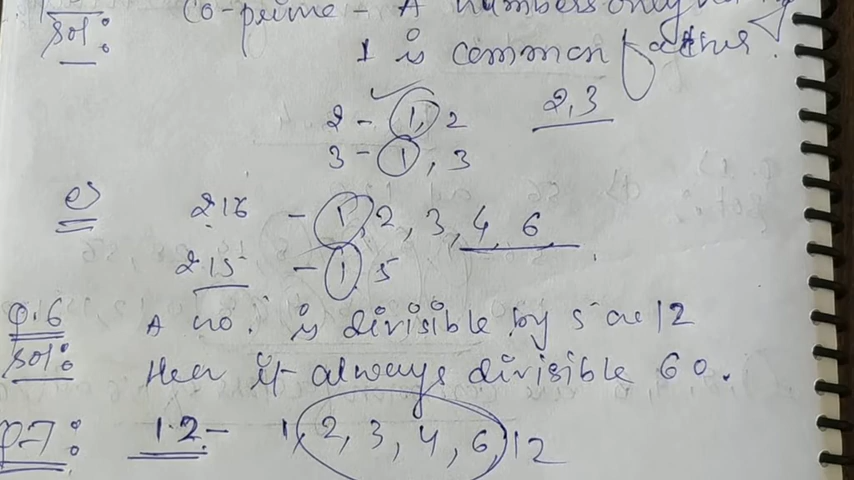 Sol: Co-prime - A numbers only
1 is common factors.
2 - 1, 2 2,3
3 - 1, 3
e) 216 - 1, 2, 3, 4, 6
215 - 1, 5
Q.6 A no. is divisible by 5 a 12
Sol: Then it always divisible 60.
Q.7: 12 - 1, 2, 3, 4, 6, 12